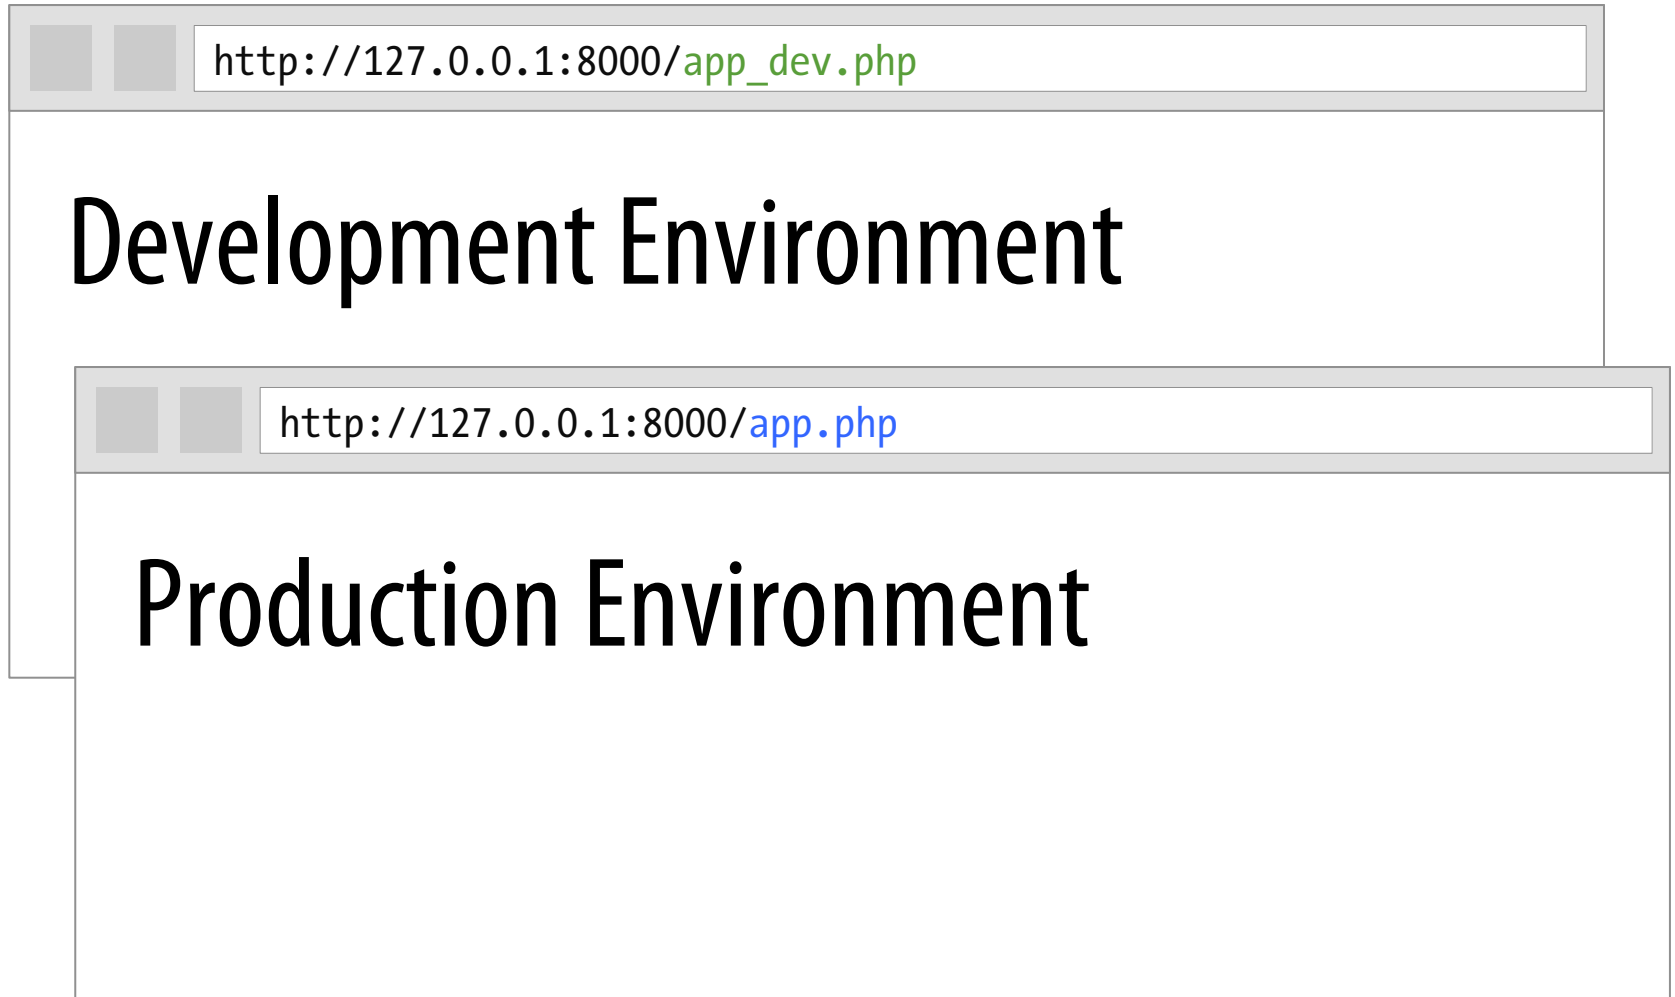 http://127.0.0.1:8000/app_dev.php
Development Environment
http://127.0.0.1:8000/app.php
Production Environment